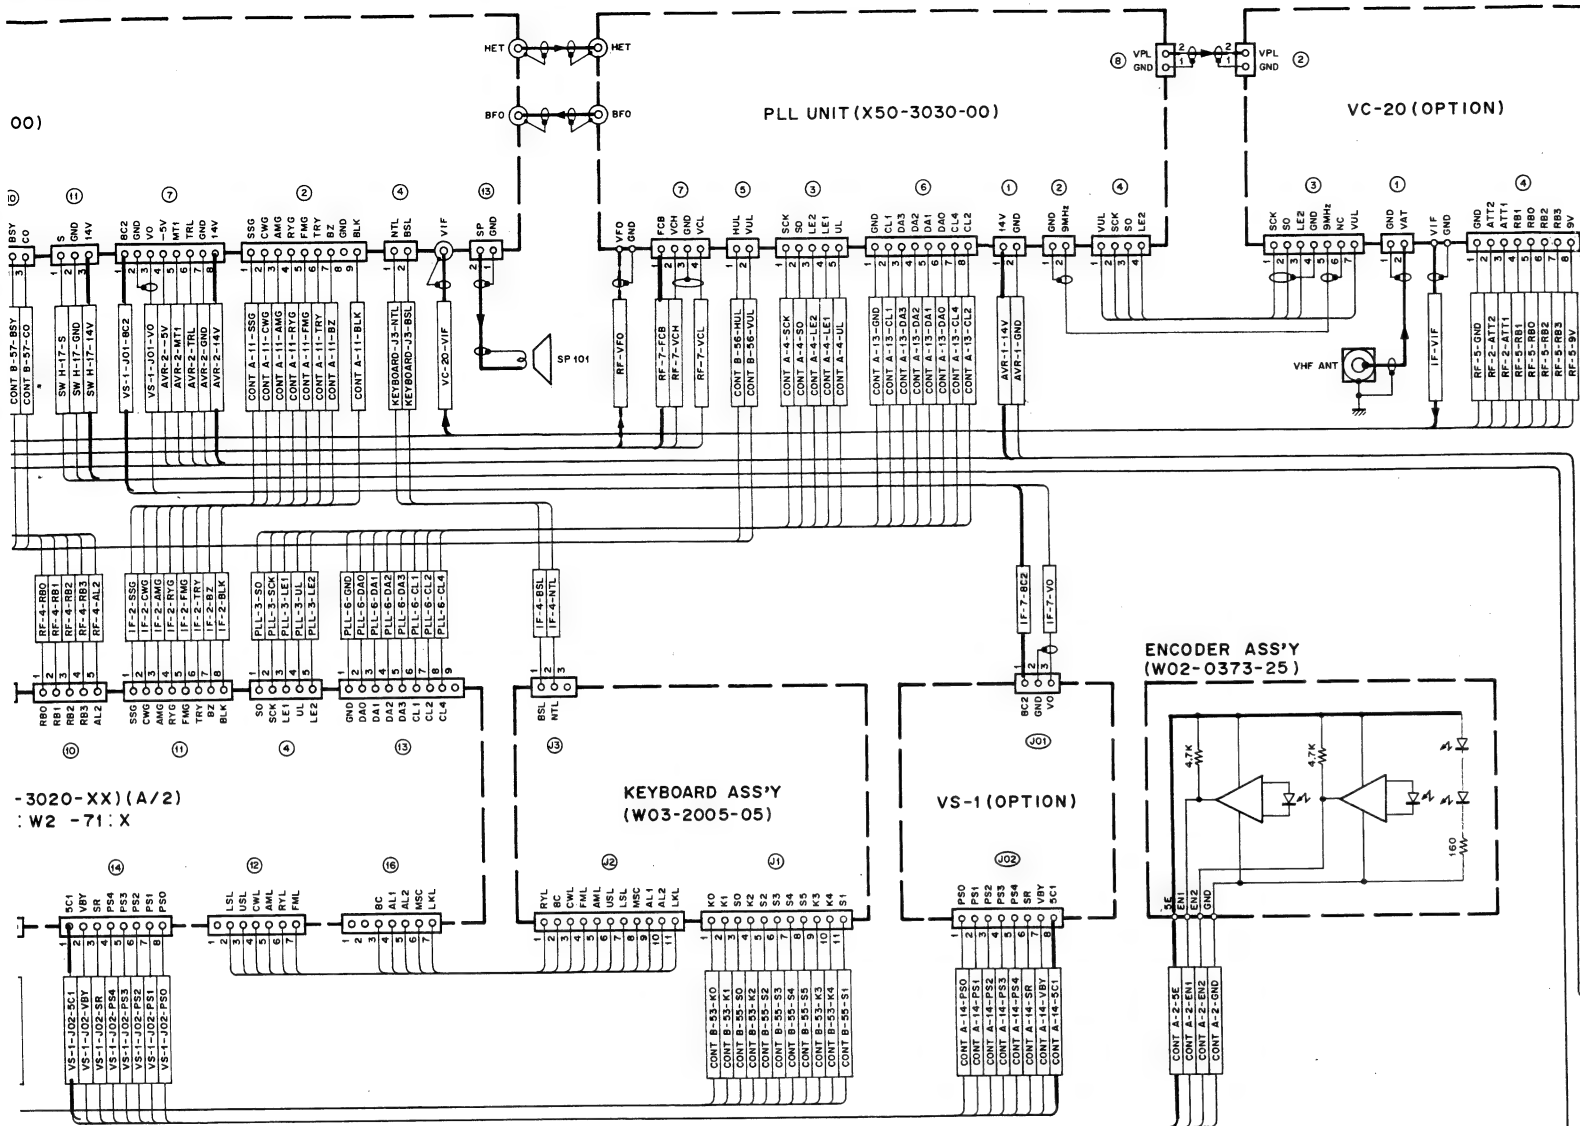 HET HET
BFO BFO
PLL UNIT (X50-3030-00)
8 VPL GND 2 1 2 1 VPL GND 2
VC-20 (OPTION)
00)
11 7 2 4 13
7 5 3 6 1 2 4
3 1 4
BSY CO
S GND 14V
BC2 GND VO -5V MT1 TRL GND 14V
SSG CWG AMG RYG FMG TRY BZ GND BLK
NTL BSL
VIF
SP GND
VFO GND
FCB VCH GND VCL
HUL VUL
SCK SO LE2 LE1 UL
GND CL1 DA3 DA2 DA1 DA0 CL4 CL2
14V GND
GND 9MHz
VUL SCK SO LE2
SCK SO LE2 GND 9MHz NC VUL
GND VAT
VIF GND
GND ATT2 ATT1 RB1 RB0 RB2 RB3 9V
CONT B-57-BSY
CONT B-57-CO
SW H-17-S
SW H-17-GND
SW H-17-14V
VS-1-J01-BC2
VS-1-J01-VO
AVR-2--5V
AVR-2-MT1
AVR-2-TRL
AVR-2-GND
AVR-2-14V
CONT A-11-SSG
CONT A-11-CWG
CONT A-11-AMG
CONT A-11-RYG
CONT A-11-FMG
CONT A-11-TRY
CONT A-11-BZ
CONT A-11-BLK
KEYBOARD-J3-NTL
KEYBOARD-J3-BSL
VC-20-VIF
SP 101
RF-VFO
RF-7-FCB
RF-7-VCH
RF-7-VCL
CONT B-56-HUL
CONT B-56-VUL
CONT A-4-SCK
CONT A-4-SO
CONT A-4-LE2
CONT A-4-LE1
CONT A-4-UL
CONT A-13-GND
CONT A-13-CL1
CONT A-13-DA3
CONT A-13-DA2
CONT A-13-DA1
CONT A-13-DA0
CONT A-13-CL4
CONT A-13-CL2
AVR-1-14V
AVR-1-GND
VHF ANT
IF-VIF
RF-5-GND
RF-2-ATT2
RF-2-ATT1
RF-5-RB1
RF-5-RB0
RF-5-RB2
RF-5-RB3
RF-5-9V
RF-4-RB0
RF-4-RB1
RF-4-RB2
RF-4-RB3
RF-4-AL2
IF-2-SSG
IF-2-CWG
IF-2-AMG
IF-2-RYG
IF-2-FMG
IF-2-TRY
IF-2-BZ
IF-2-BLK
PLL-3-SO
PLL-3-SCK
PLL-3-LE1
PLL-3-UL
PLL-3-LE2
PLL-6-GND
PLL-6-DA0
PLL-6-DA1
PLL-6-DA2
PLL-6-DA3
PLL-6-CL1
PLL-6-CL2
PLL-6-CL4
IF-4-BSL
IF-4-NTL
IF-7-BC2
IF-7-VO
RB0 RB1 RB2 RB3 AL2
SSG CWG AMG RYG FMG TRY BZ BLK
SO SCK LE1 UL LE2
GND DA0 DA1 DA2 DA3 CL1 CL2 CL4
BSL NTL
BC2 GND VO
10 11 4 13 J3 J01
ENCODER ASS'Y
(W02-0373-25)
4.7K 4.7K
160
-3020-XX)(A/2)
: W2 -71 : X
KEYBOARD ASS'Y
(W03-2005-05)
VS-1 (OPTION)
14 12 16 J2 J1 J02
5C1 VBY SR PS4 PS3 PS2 PS1 PS0
LSL USL CWL AML RYL FML
BC AL1 AL2 MSC LKL
RYL BC CWL FML AML USL LSL MSC AL1 AL2 LKL
K0 K1 S0 K2 S2 S3 S4 S5 K3 K4 S1
PS0 PS1 PS2 PS3 PS4 SR VBY 5C1
5E EN1 EN2 GND
VS-1-J02-5C1
VS-1-J02-VBY
VS-1-J02-SR
VS-1-J02-PS4
VS-1-J02-PS3
VS-1-J02-PS2
VS-1-J02-PS1
VS-1-J02-PS0
CONT B-53-K0
CONT B-53-K1
CONT B-55-S0
CONT B-53-K2
CONT B-55-S2
CONT B-55-S3
CONT B-55-S4
CONT B-55-S5
CONT B-53-K3
CONT B-53-K4
CONT B-55-S1
CONT A-14-PS0
CONT A-14-PS1
CONT A-14-PS2
CONT A-14-PS3
CONT A-14-PS4
CONT A-14-SR
CONT A-14-VBY
CONT A-14-5C1
CONT A-2-5E
CONT A-2-EN1
CONT A-2-EN2
CONT A-2-GND